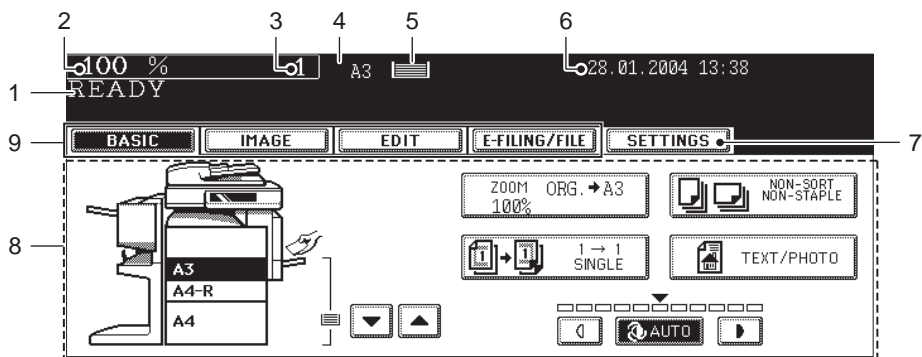 2 3 4 5 6
100 % 1 A3 28.01.2004 13:38
1 READY
9 BASIC IMAGE EDIT E-FILING/FILE SETTINGS 7
8
ZOOM ORG.➔A3
100%
NON-SORT
NON-STAPLE
1 ➔ 1
1 → 1
SINGLE
TEXT/PHOTO
A3
A4-R
A4
AUTO